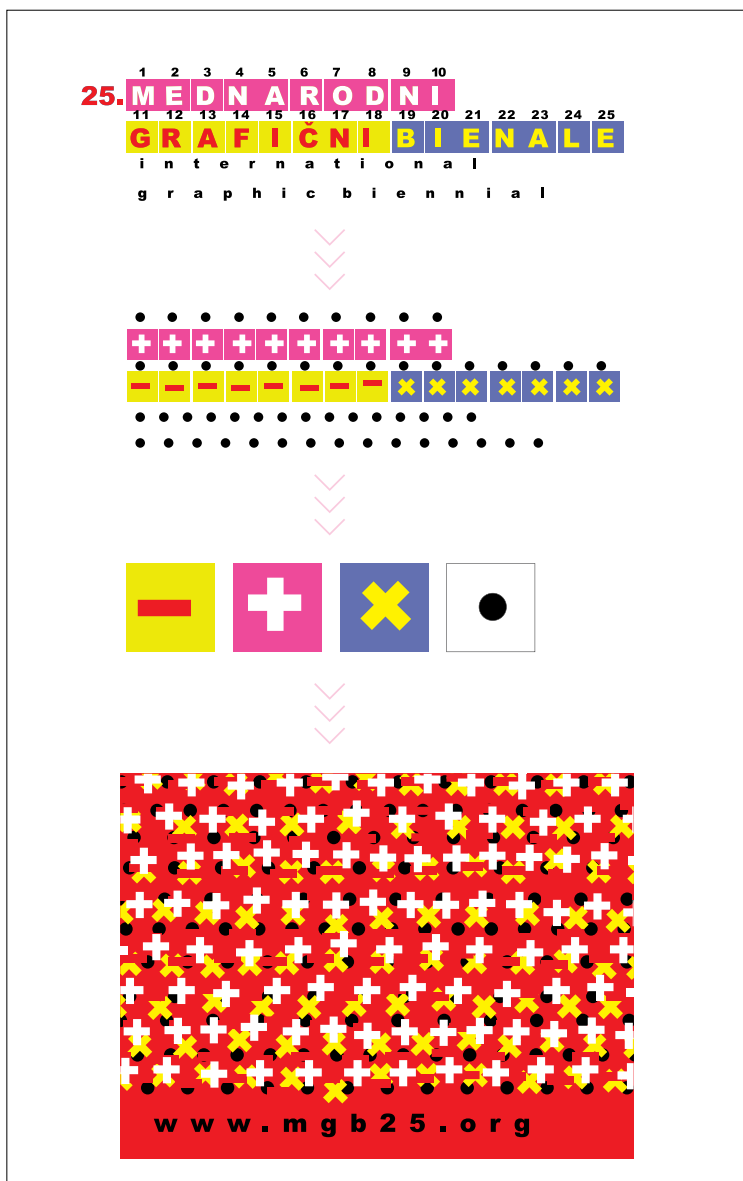 1 2 3 4 5 6 7 8 9 10
25. MEDNARODNI
11 12 13 14 15 16 17 18 19 20 21 22 23 24 25
GRAFIČNI BIENALE
international
graphic biennial
www.mgb25.org